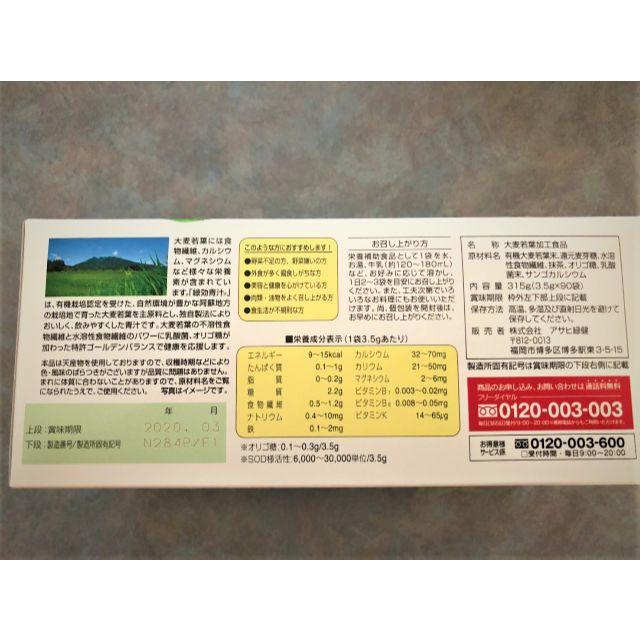 大麦若葉には食
物繊維、カルシウ
ム、マグネシウム
など様々な栄養
素が含まれてい
ます。「緑効青汁」
は、有機栽培認定を受けた、自然環境が豊かな阿蘇地方
の栽培地で育った大麦若葉を主原料とし、独自製法により
おいしく、飲みやすくした青汁です。大麦若葉の不溶性食
物繊維と水溶性食物繊維のパワーに乳酸菌、オリゴ糖が
加わった特許ゴールデンバランスで健康を応援します。
本品は天産物を使用しておりますので、収穫時期などにより
色・風味のばらつきがございますが品質に問題はありません。
まれに体質に合わないことがありますので、原材料名をご覧
になられたうえで、ご使用ください。 写真はイメージです。
年 月
上段:賞味期限 2020.03
下段:製造番号/製造所固有記号 N284P/F1
このような方におすすめします!
●野菜不足の方、野菜嫌いの方
●外食が多く偏食しがちな方
●美容と健康を心がけている方
●肉類・油物をよく召し上がる方
●食生活が不規則な方
お召し上がり方
栄養補助食品として1袋を水、
お湯、牛乳(約120〜180mL)な
どに、お好みに応じて溶かし、
1日2〜3袋を目安にお召し上が
りください。また、工夫次第でいろ
いろなお料理にもお使いいただけ
ます。尚、個包装を開封後は、
お早めにお召し上がりください。
■栄養成分表示(1袋3.5gあたり)
エネルギー 9〜15kcal カルシウム 32〜70mg
たんぱく質 0.1〜1g カリウム 21〜50mg
脂質 0〜0.2g マグネシウム 2〜6mg
糖質 2.2g ビタミンB₁ 0.003〜0.02mg
食物繊維 0.5〜1.2g ビタミンB₂ 0.008〜0.05mg
ナトリウム 0.4〜10mg ビタミンK 14〜65μg
鉄 0.1〜2mg
※オリゴ糖:0.1〜0.3g/3.5g
※SOD様活性:6,000〜30,000単位/3.5g
名称 大麦若葉加工食品
原材料名 有機大麦若葉末、還元麦芽糖、水溶
性食物繊維、抹茶、オリゴ糖、乳酸
菌末、サンゴカルシウム
内容量 315g(3.5g×90袋)
賞味期限 枠外左下部上段に記載
保存方法 高温、多湿及び直射日光を避けて
保存してください。
販売者 株式会社 アサヒ緑健
〒812-0013
福岡市博多区博多駅東3-5-15
製造所固有記号は賞味期限の下段右側に記載
商品のお申し込み、お問い合わせは通話料無料
フリーダイヤル
0120-003-003
お得意様
サービス係
0120-003-600
□受付時間 毎日9:00〜20:00